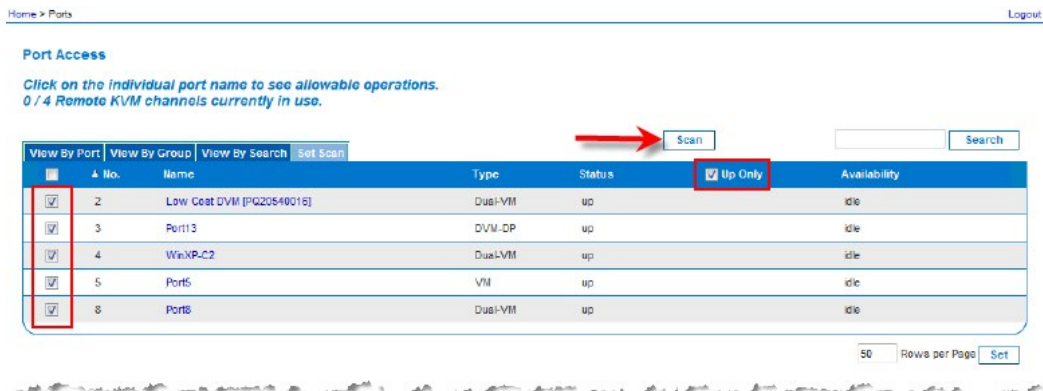 Home > Ports Logout
Port Access
Click on the individual port name to see allowable operations.
0 / 4 Remote KVM channels currently in use.
Scan Search
View By Port View By Group View By Search Set Scan
No. Name Type Status Up Only Availability
2 Low Cost DVM [PQ20540016] Dual-VM up idle
3 Port13 DVM-DP up idle
4 WinXP-C2 Dual-VM up idle
5 Port5 VM up idle
8 Port8 Dual-VM up idle
50 Rows per Page Set